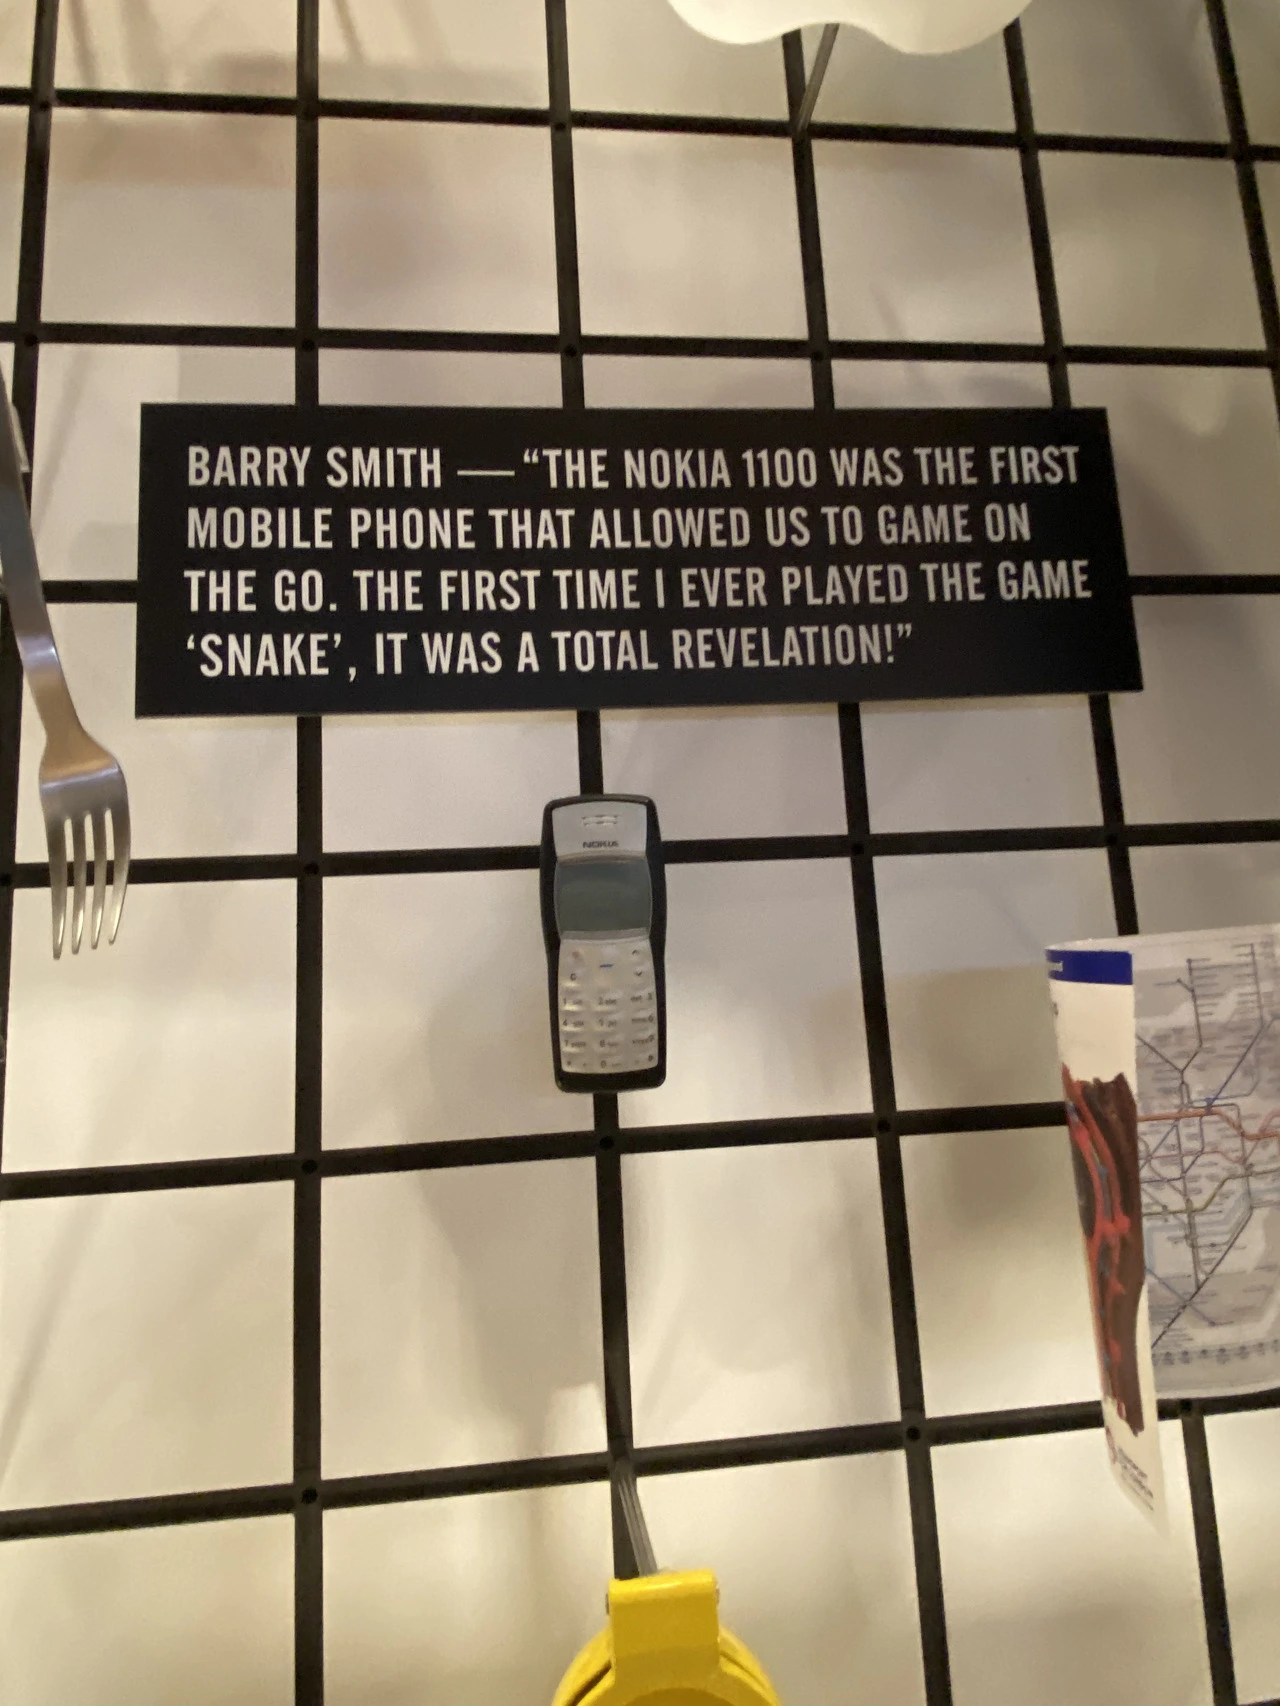 BARRY SMITH — “THE NOKIA 1100 WAS THE FIRST
MOBILE PHONE THAT ALLOWED US TO GAME ON
THE GO. THE FIRST TIME I EVER PLAYED THE GAME
‘SNAKE’, IT WAS A TOTAL REVELATION!”
NOKIA